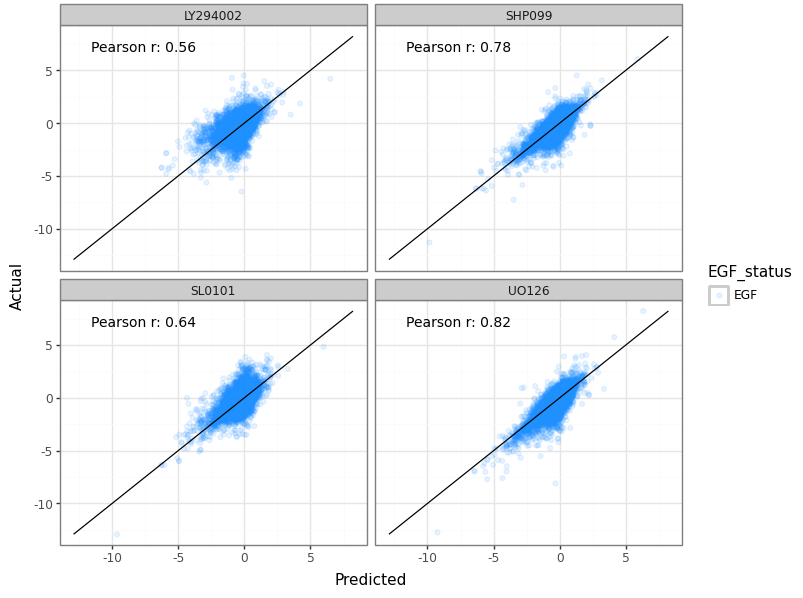 LY294002
SHP099
Pearson r: 0.56
Pearson r: 0.78
5
0
-5
-10
SL0101
UO126
Pearson r: 0.64
Pearson r: 0.82
5
0
-5
-10
-10
-5
0
5
-10
-5
0
5
Predicted
Actual
EGF_status
EGF